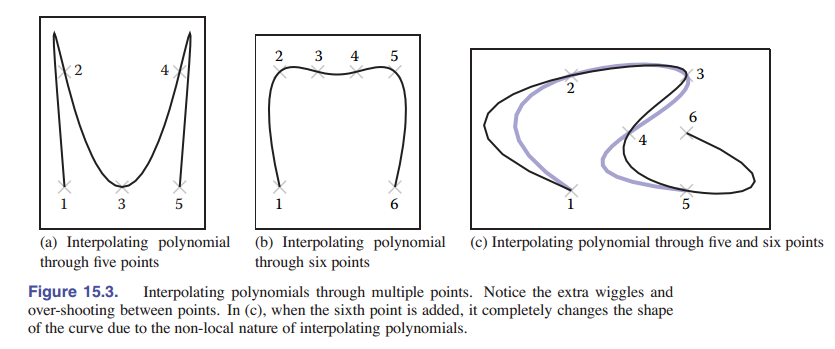 2
4
1
3
5
2 3 4 5
1
6
2
3
4
6
1
5
(a) Interpolating polynomial
through five points
(b) Interpolating polynomial
through six points
(c) Interpolating polynomial through five and six points
Figure 15.3. Interpolating polynomials through multiple points. Notice the extra wiggles and
over-shooting between points. In (c), when the sixth point is added, it completely changes the shape
of the curve due to the non-local nature of interpolating polynomials.